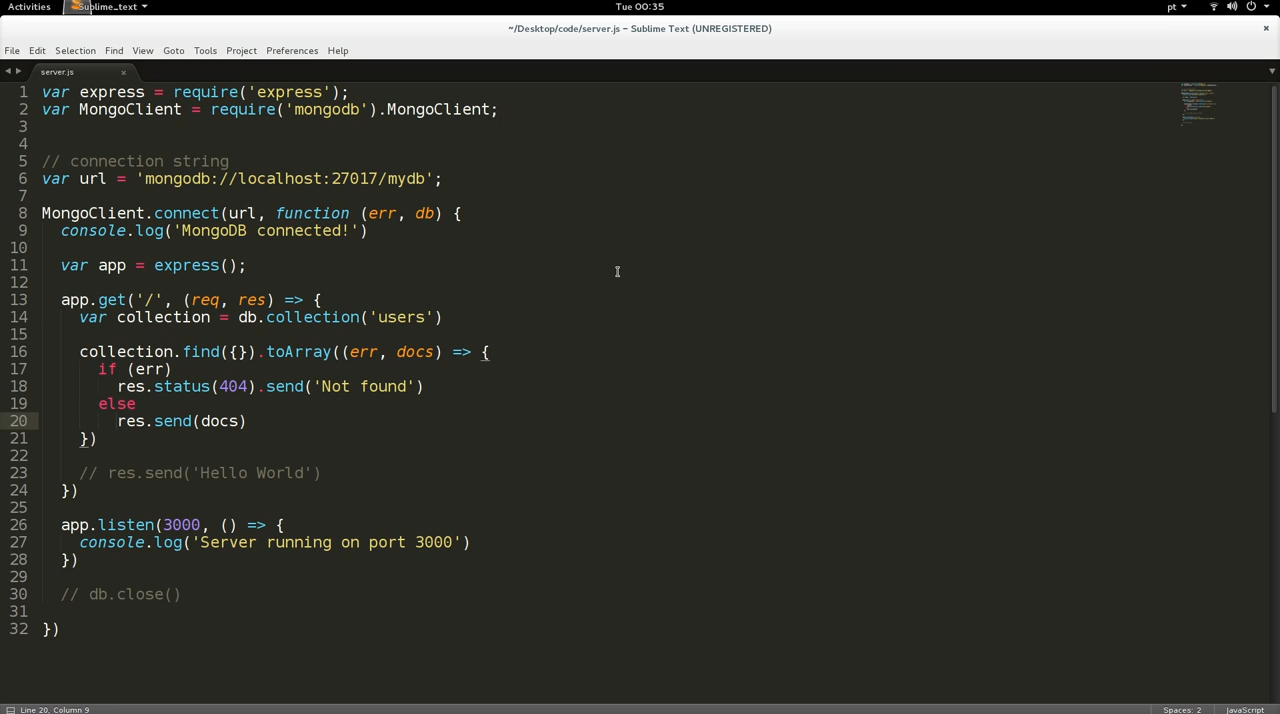 Activities Sublime_text Tue 00:35 pt
~/Desktop/code/server.js – Sublime Text (UNREGISTERED)
File Edit Selection Find View Goto Tools Project Preferences Help
server.js
1 var express = require('express');
2 var MongoClient = require('mongodb').MongoClient;
3
4
5 // connection string
6 var url = 'mongodb://localhost:27017/mydb';
7
8 MongoClient.connect(url, function (err, db) {
9   console.log('MongoDB connected!')
10
11   var app = express();
12
13   app.get('/', (req, res) => {
14     var collection = db.collection('users')
15
16     collection.find({}).toArray((err, docs) => {
17       if (err)
18         res.status(404).send('Not found')
19       else
20         res.send(docs)
21     })
22
23     // res.send('Hello World')
24   })
25
26   app.listen(3000, () => {
27     console.log('Server running on port 3000')
28   })
29
30   // db.close()
31
32 })
Line 20, Column 9 Spaces: 2 JavaScript